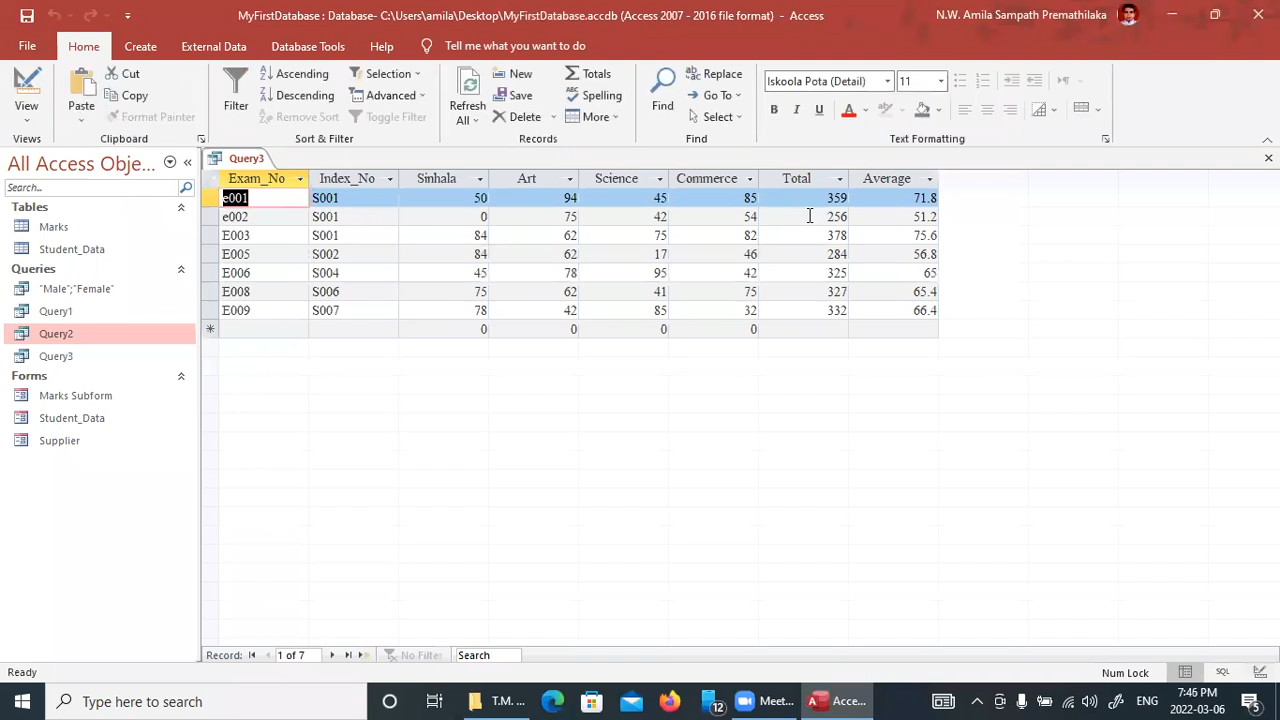 MyFirstDatabase : Database- C:\Users\amila\Desktop\MyFirstDatabase.accdb (Access 2007 - 2016 file format) - Access
N.W. Amila Sampath Premathilaka
File Home Create External Data Database Tools Help Tell me what you want to do
View
Views
Paste
Cut
Copy
Format Painter
Clipboard
Filter
Ascending
Descending
Remove Sort
Selection
Advanced
Toggle Filter
Sort & Filter
Refresh
All
New
Save
Delete
Totals
Spelling
More
Records
Find
Replace
Go To
Select
Find
Iskoola Pota (Detail) 11
B I U A
Text Formatting
All Access Obje...
Search...
Tables
Marks
Student_Data
Queries
"Male";"Female"
Query1
Query2
Query3
Forms
Marks Subform
Student_Data
Supplier
Query3
Exam_No Index_No Sinhala Art Science Commerce Total Average
e001 S001 50 94 45 85 359 71.8
e002 S001 0 75 42 54 256 51.2
E003 S001 84 62 75 82 378 75.6
E005 S002 84 62 17 46 284 56.8
E006 S004 45 78 95 42 325 65
E008 S006 75 62 41 75 327 65.4
E009 S007 78 42 85 32 332 66.4
* 0 0 0 0
Record: 1 of 7 No Filter Search
Ready
Num Lock
SQL
Type here to search
T.M. ...
12
Meet...
Acce...
ENG
7:46 PM
2022-03-06
5